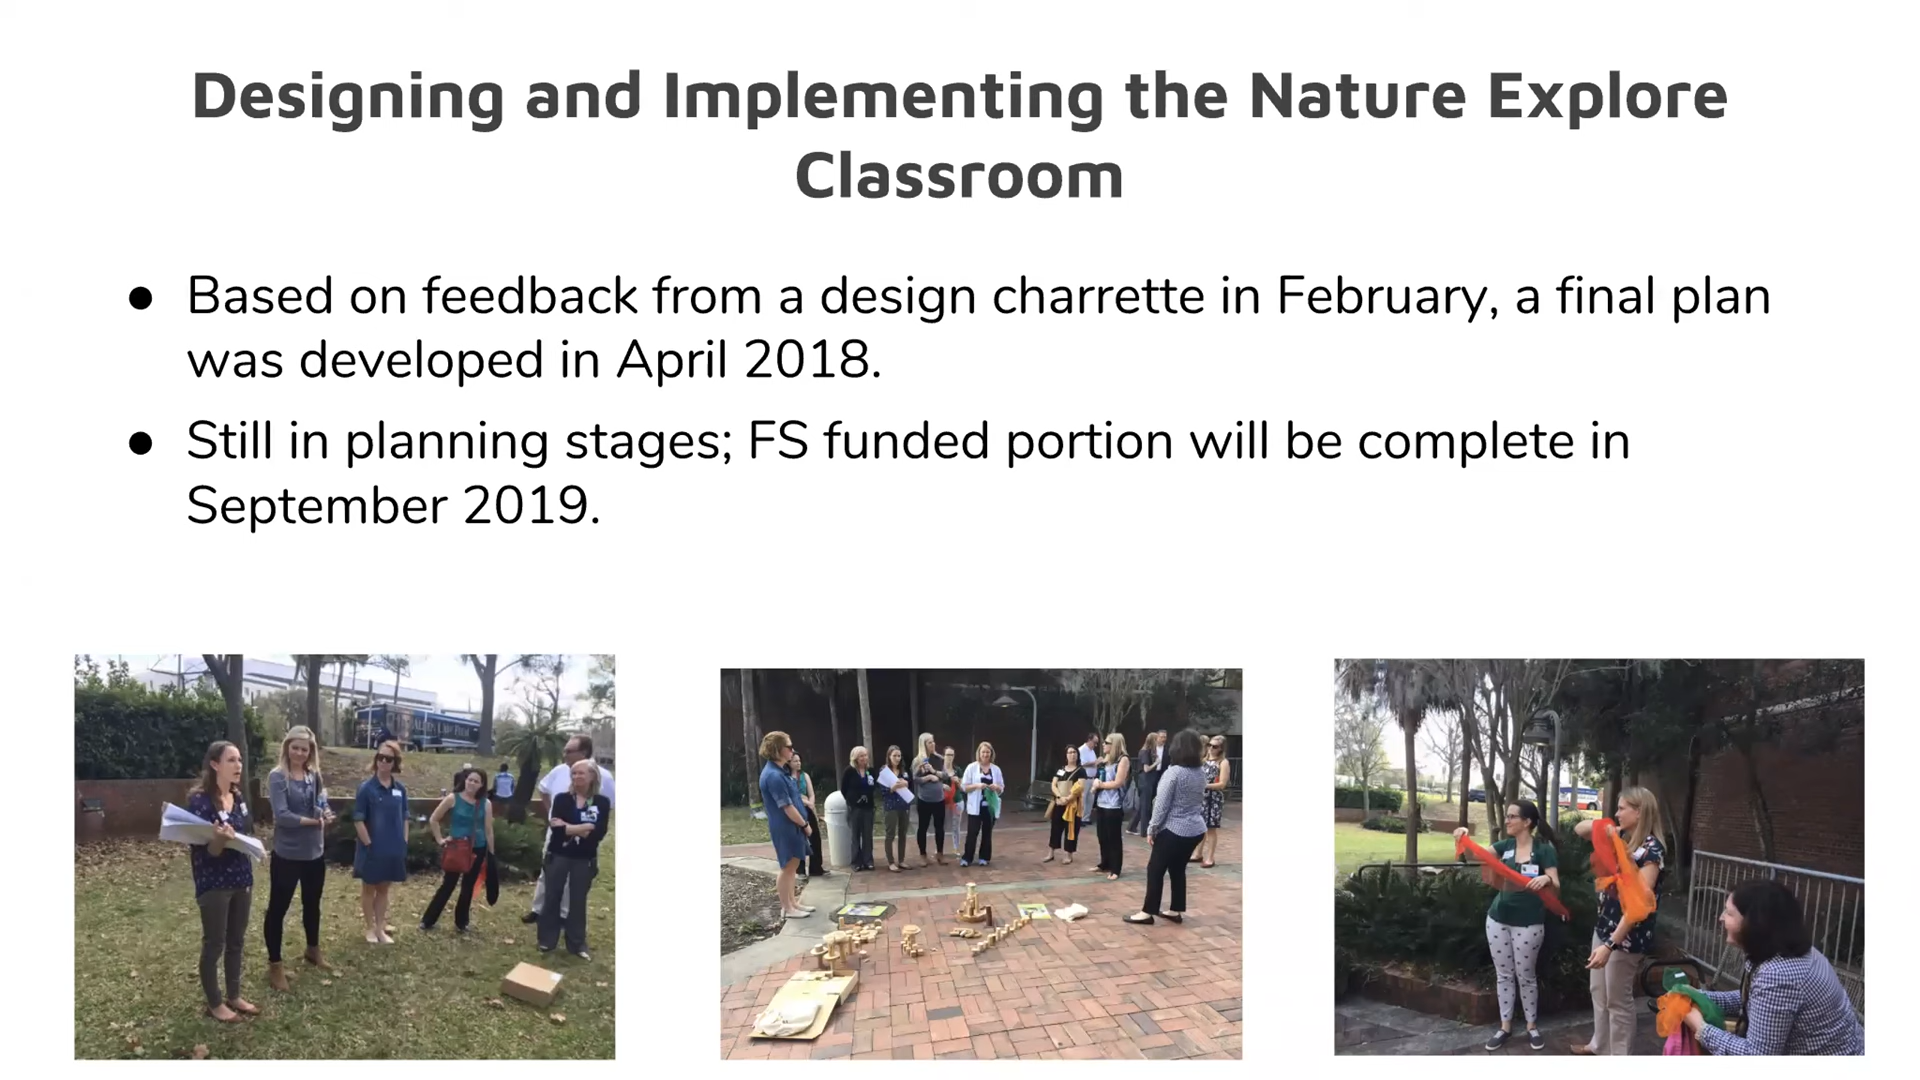 Designing and Implementing the Nature Explore
Classroom
● Based on feedback from a design charrette in February, a final plan
was developed in April 2018.
● Still in planning stages; FS funded portion will be complete in
September 2019.